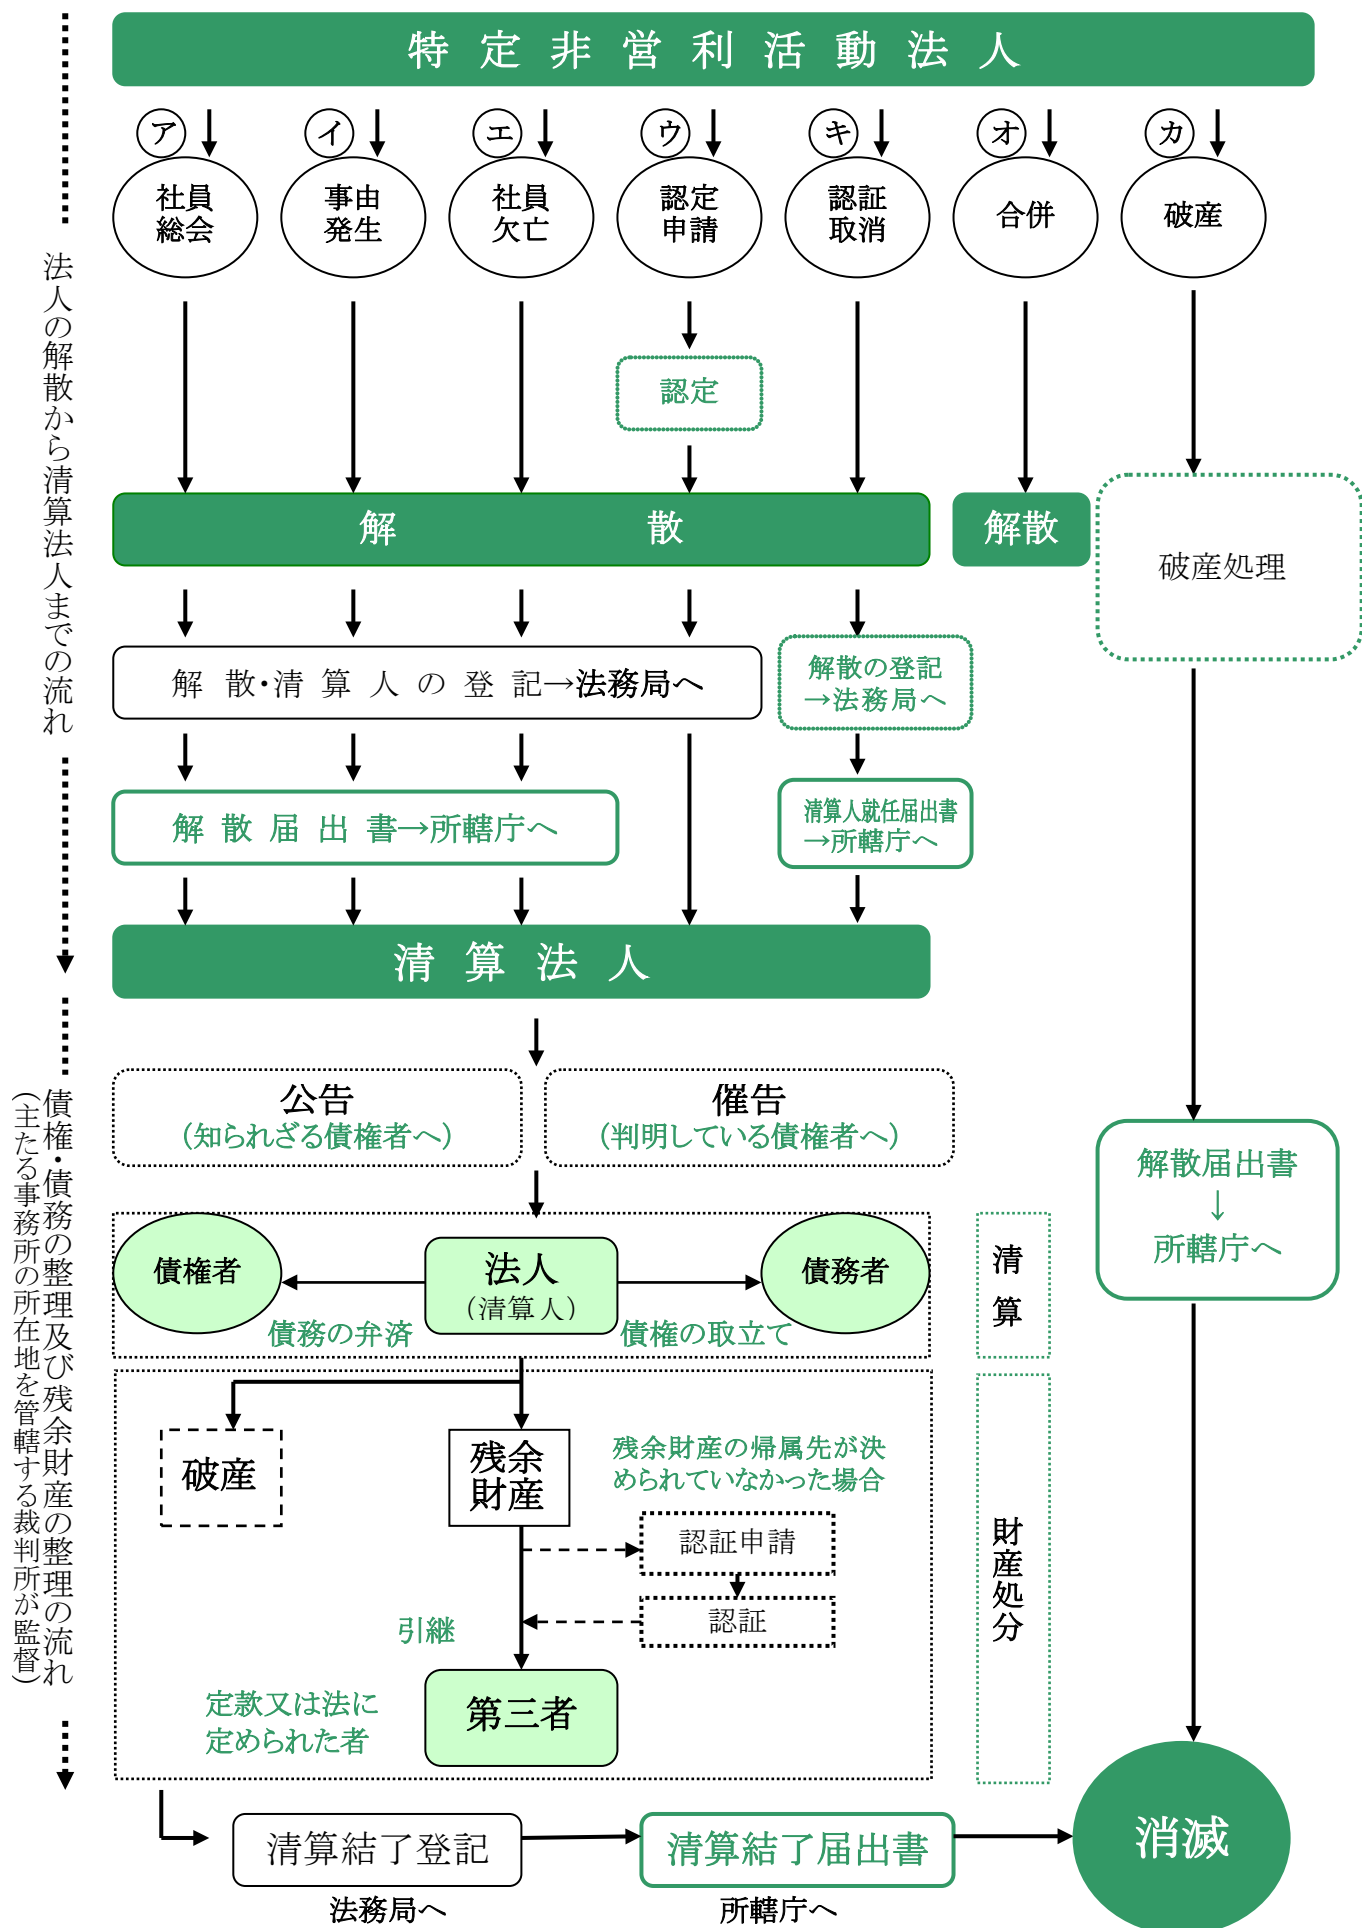 特定非営利活動法人
ア
イ
エ
ウ
キ
オ
カ
社員
総会
事由
発生
社員
欠亡
認定
申請
認証
取消
合併
破産
認定
解散
解散
破産処理
解散・清算人の登記→法務局へ
解散の登記
→法務局へ
解散届出書→所轄庁へ
清算人就任届出書
→所轄庁へ
清算法人
法人の解散から清算法人までの流れ
公告
（知られざる債権者へ）
催告
（判明している債権者へ）
解散届出書
↓
所轄庁へ
債権者
法人
（清算人）
債務者
債務の弁済
債権の取立て
清算
破産
残余
財産
残余財産の帰属先が決
められていなかった場合
認証申請
認証
引継
第三者
定款又は法に
定められた者
財産処分
債権・債務の整理及び残余財産の整理の流れ
（主たる事務所の所在地を管轄する裁判所が監督）
清算結了登記
法務局へ
清算結了届出書
所轄庁へ
消滅